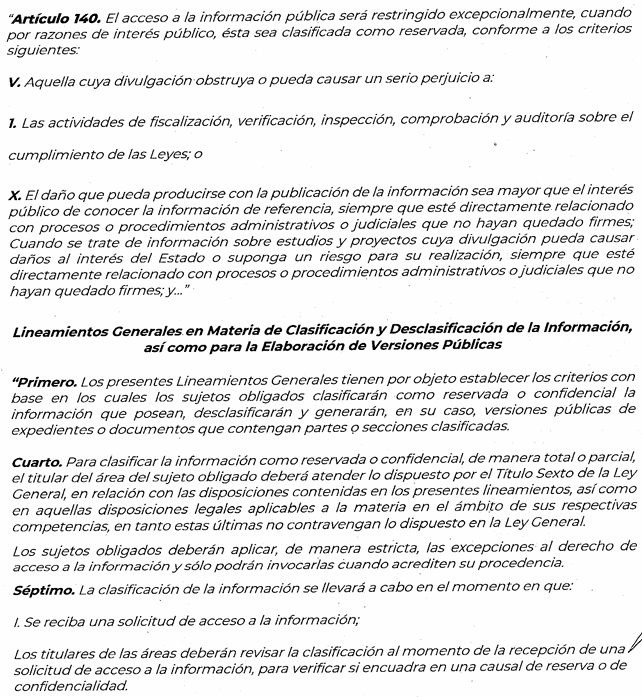 “Artículo 140. El acceso a la información pública será restringido excepcionalmente, cuando
por razones de interés público, ésta sea clasificada como reservada, conforme a los criterios
siguientes:
V. Aquella cuya divulgación obstruya o pueda causar un serio perjuicio a:
1. Las actividades de fiscalización, verificación, inspección, comprobación y auditoría sobre el
cumplimiento de las Leyes; o
X. El daño que pueda producirse con la publicación de la información sea mayor que el interés
público de conocer la información de referencia, siempre que esté directamente relacionado
con procesos o procedimientos administrativos o judiciales que no hayan quedado firmes;
Cuando se trate de información sobre estudios y proyectos cuya divulgación pueda causar
daños al interés del Estado o suponga un riesgo para su realización, siempre que esté
directamente relacionado con procesos o procedimientos administrativos o judiciales que no
hayan quedado firmes; y...”
Lineamientos Generales en Materia de Clasificación y Desclasificación de la Información,
así como para la Elaboración de Versiones Públicas
“Primero. Los presentes Lineamientos Generales tienen por objeto establecer los criterios con
base en los cuales los sujetos obligados clasificarán como reservada o confidencial la
información que posean, desclasificarán y generarán, en su caso, versiones públicas de
expedientes o documentos que contengan partes o secciones clasificadas.
Cuarto. Para clasificar la información como reservada o confidencial, de manera total o parcial,
el titular del área del sujeto obligado deberá atender lo dispuesto por el Título Sexto de la Ley
General, en relación con las disposiciones contenidas en los presentes lineamientos, así como
en aquellas disposiciones legales aplicables a la materia en el ámbito de sus respectivas
competencias, en tanto estas últimas no contravengan lo dispuesto en la Ley General.
Los sujetos obligados deberán aplicar, de manera estricta, las excepciones al derecho de
acceso a la información y sólo podrán invocarlas cuando acrediten su procedencia.
Séptimo. La clasificación de la información se llevará a cabo en el momento en que:
I. Se reciba una solicitud de acceso a la información;
Los titulares de las áreas deberán revisar la clasificación al momento de la recepción de una
solicitud de acceso a la información, para verificar si encuadra en una causal de reserva o de
confidencialidad.